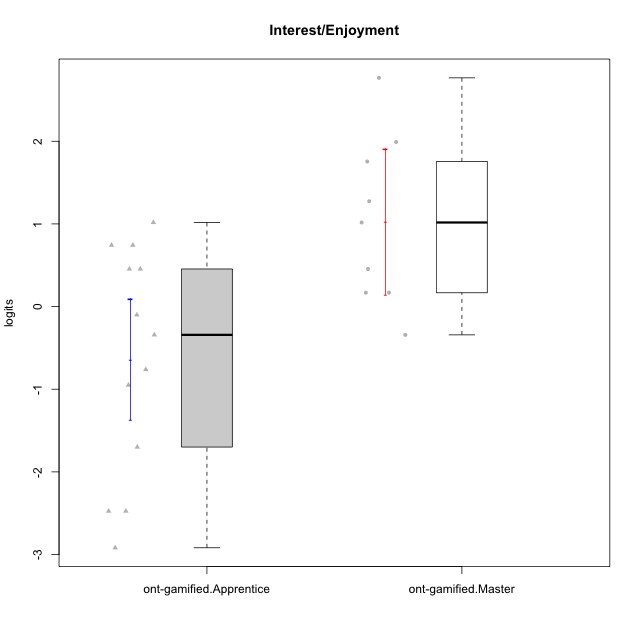 Interest/Enjoyment
2
1
0
-1
-2
-3
logits
ont-gamified.Apprentice
ont-gamified.Master